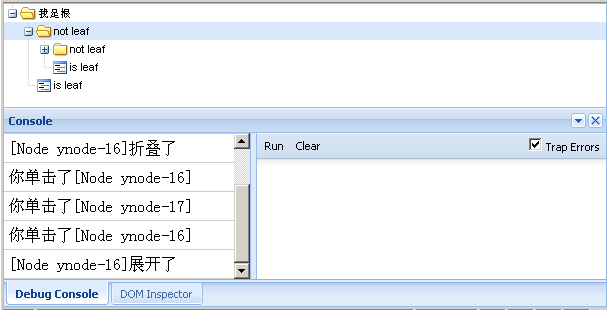 我是根
not leaf
not leaf
is leaf
is leaf
Console
[Node ynode-16]折叠了
你单击了[Node ynode-16]
你单击了[Node ynode-17]
你单击了[Node ynode-16]
[Node ynode-16]展开了
Run Clear Trap Errors
Debug Console DOM Inspector